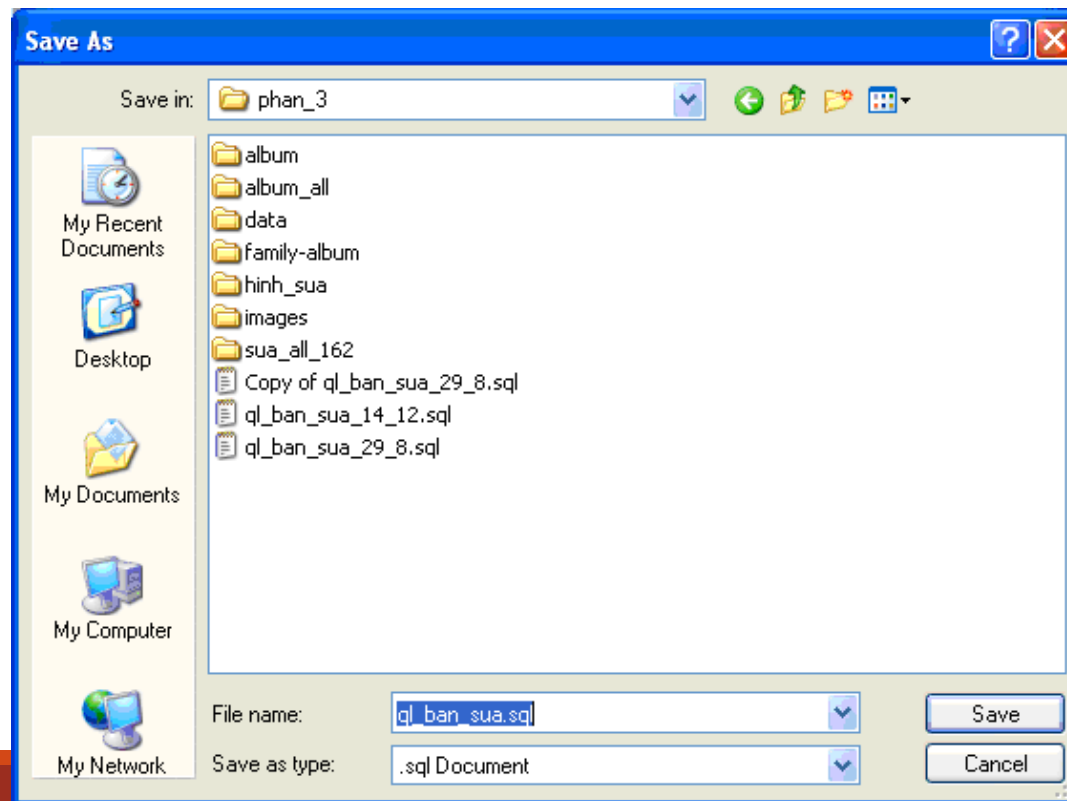 Save As
Save in:
phan_3
My Recent
Documents
Desktop
My Documents
My Computer
My Network
album
album_all
data
family-album
hinh_sua
images
sua_all_162
Copy of ql_ban_sua_29_8.sql
ql_ban_sua_14_12.sql
ql_ban_sua_29_8.sql
File name:
ql_ban_sua.sql
Save
Save as type:
.sql Document
Cancel